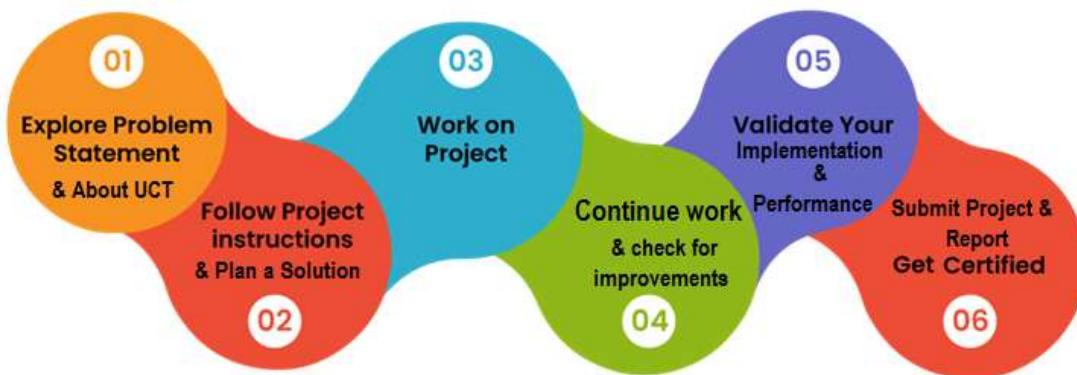 01
Explore Problem
Statement
& About UCT
Follow Project
instructions
& Plan a Solution
02
03
Work on
Project
Continue work
& check for
improvements
04
05
Validate Your
Implementation
&
Performance
Submit Project &
Report
Get Certified
06